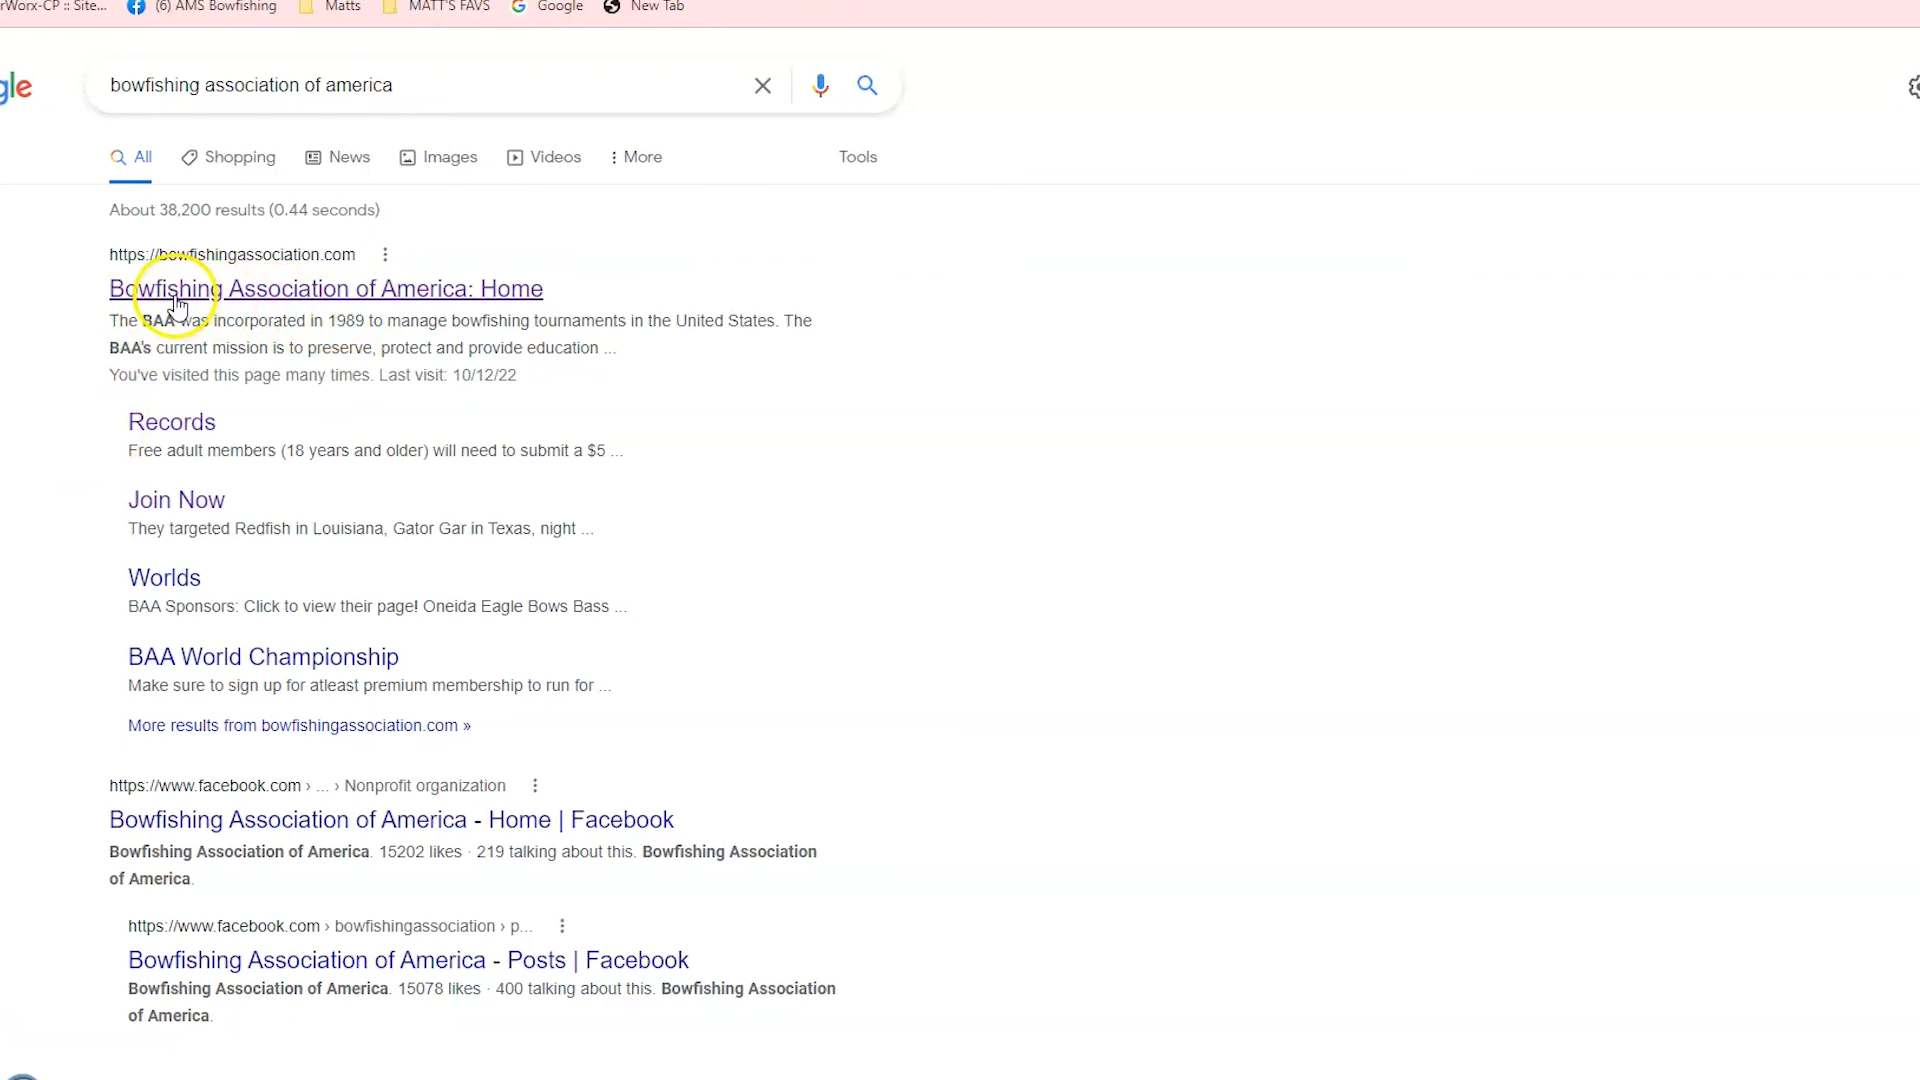 rWorx-CP :: Site... (6) AMS Bowfishing Matts MATT'S FAVS Google New Tab
gle bowfishing association of america
All Shopping News Images Videos More Tools
About 38,200 results (0.44 seconds)
https://bowfishingassociation.com
Bowfishing Association of America: Home
The BAA was incorporated in 1989 to manage bowfishing tournaments in the United States. The
BAA's current mission is to preserve, protect and provide education ...
You've visited this page many times. Last visit: 10/12/22
Records
Free adult members (18 years and older) will need to submit a $5 ...
Join Now
They targeted Redfish in Louisiana, Gator Gar in Texas, night ...
Worlds
BAA Sponsors: Click to view their page! Oneida Eagle Bows Bass ...
BAA World Championship
Make sure to sign up for atleast premium membership to run for ...
More results from bowfishingassociation.com »
https://www.facebook.com › ... › Nonprofit organization
Bowfishing Association of America - Home | Facebook
Bowfishing Association of America. 15202 likes · 219 talking about this. Bowfishing Association
of America.
https://www.facebook.com › bowfishingassociation › p...
Bowfishing Association of America - Posts | Facebook
Bowfishing Association of America. 15078 likes · 400 talking about this. Bowfishing Association
of America.